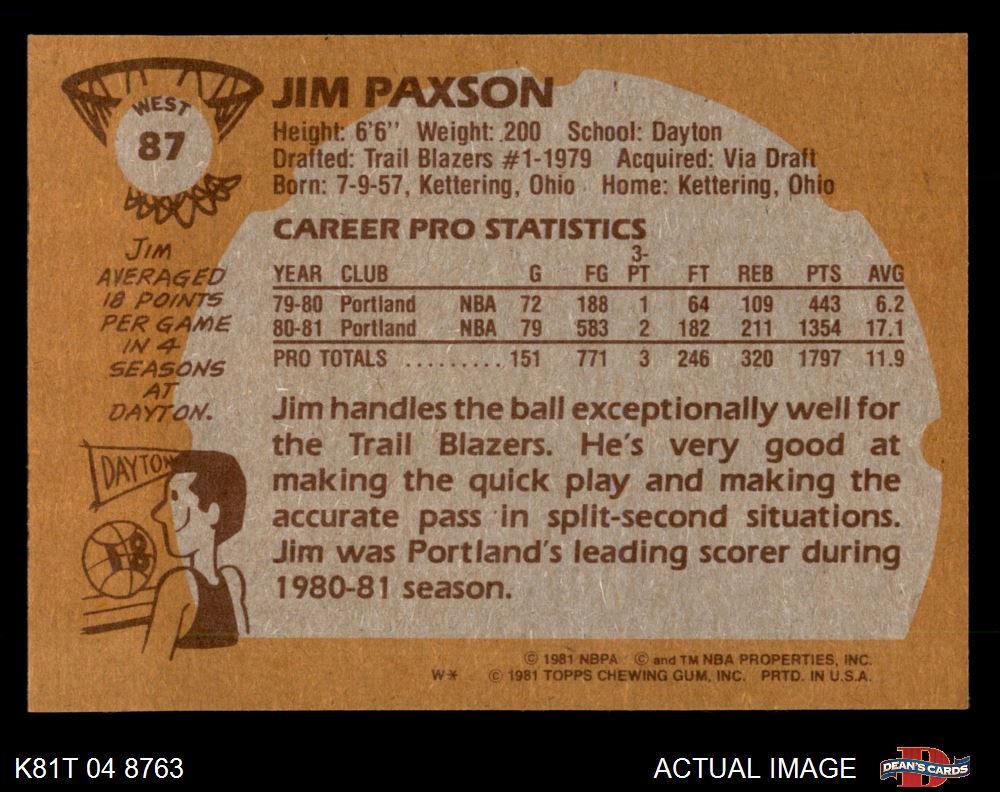 WEST
87
JIM PAXSON
Height: 6'6'' Weight: 200 School: Dayton
Drafted: Trail Blazers #1-1979 Acquired: Via Draft
Born: 7-9-57, Kettering, Ohio Home: Kettering, Ohio
JIM
AVERAGED
18 POINTS
PER GAME
IN 4
SEASONS
AT
DAYTON.
DAYTON
18
CAREER PRO STATISTICS
YEAR CLUB G FG 3-PT FT REB PTS AVG
79-80 Portland NBA 72 188 1 64 109 443 6.2
80-81 Portland NBA 79 583 2 182 211 1354 17.1
PRO TOTALS .......... 151 771 3 246 320 1797 11.9
Jim handles the ball exceptionally well for
the Trail Blazers. He's very good at
making the quick play and making the
accurate pass in split-second situations.
Jim was Portland's leading scorer during
1980-81 season.
© 1981 NBPA © and TM NBA PROPERTIES, INC.
W* © 1981 TOPPS CHEWING GUM, INC. PRTD. IN U.S.A.
K81T 04 8763
ACTUAL IMAGE
D
DEAN'S CARDS